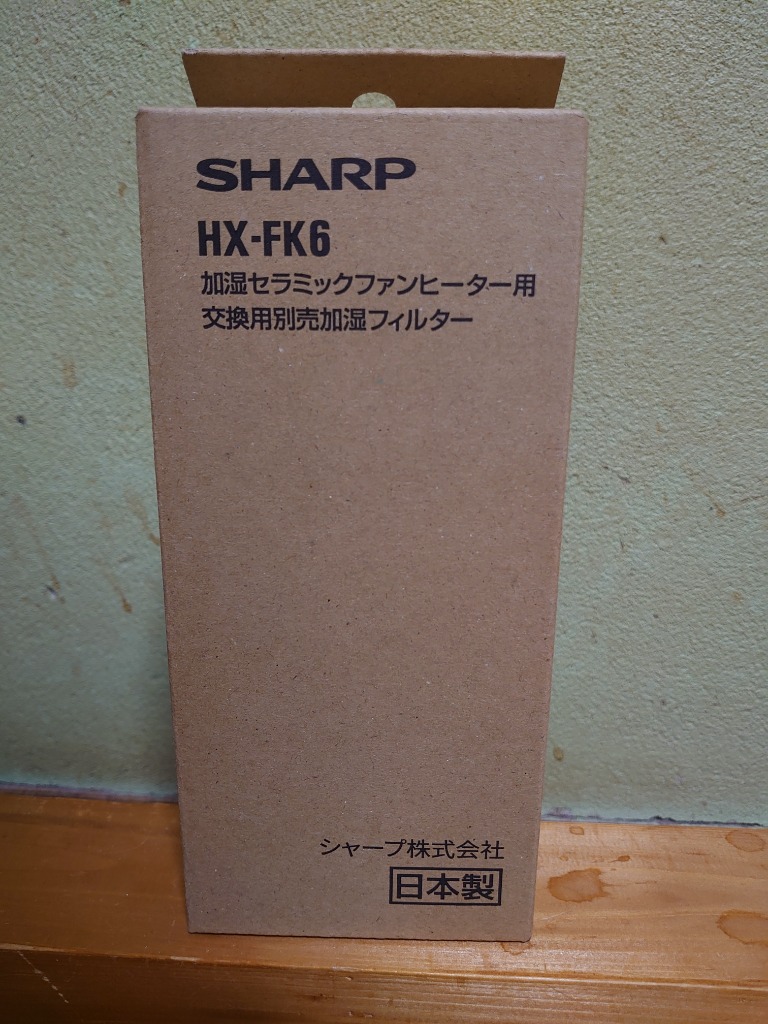 SHARP
HX-FK6
加湿セラミックファンヒーター用
交換用別売加湿フィルター
シャープ株式会社
日本製